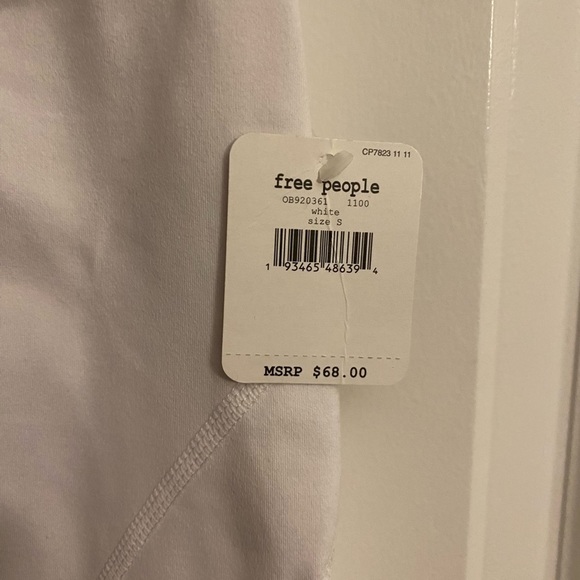 CP7823 11 11
free people
OB920361 1100
white
size S
1 93465 48639 4
MSRP $68.00